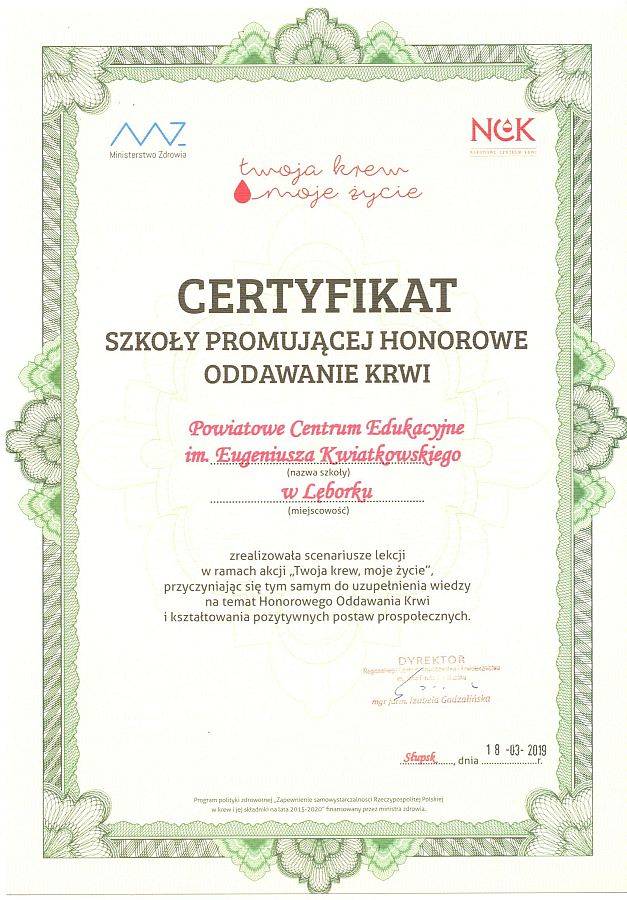 Ministerstwo Zdrowia
NCK
NARODOWE CENTRUM KRWI
twoja krew
moje życie
CERTYFIKAT
SZKOŁY PROMUJĄCEJ HONOROWE
ODDAWANIE KRWI
Powiatowe Centrum Edukacyjne
im. Eugeniusza Kwiatkowskiego
(nazwa szkoły)
w Lęborku
(miejscowość)
zrealizowała scenariusze lekcji
w ramach akcji „Twoja krew, moje życie”,
przyczyniając się tym samym do uzupełnienia wiedzy
na temat Honorowego Oddawania Krwi
i kształtowania pozytywnych postaw prospołecznych.
DYREKTOR
Regionalnego
mgr farm. Izabela Gadzalińska
Słupsk, dnia 18 -03- 2019 r.
Program polityki zdrowotnej „Zapewnienie samowystarczalności Rzeczypospolitej Polskiej
w krew i jej składniki na lata 2015-2020” finansowany przez ministra zdrowia.